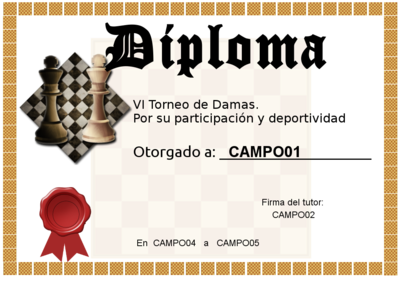 Diploma
VI Torneo de Damas.
Por su participación y deportividad
Otorgado a: CAMPO01
Firma del tutor:
CAMPO02
En CAMPO04 a CAMPO05